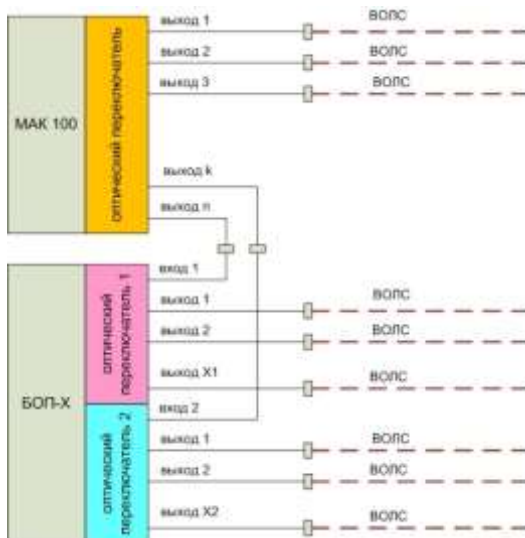 выход 1
ВОЛС
выход 2
ВОЛС
выход 3
ВОЛС
МАК 100
оптический переключатель
выход k
выход n
вход 1
БОП-Х
оптический
переключатель 1
выход 1
ВОЛС
выход 2
ВОЛС
выход X1
ВОЛС
оптический
переключатель 2
вход 2
выход 1
ВОЛС
выход 2
ВОЛС
выход X2
ВОЛС